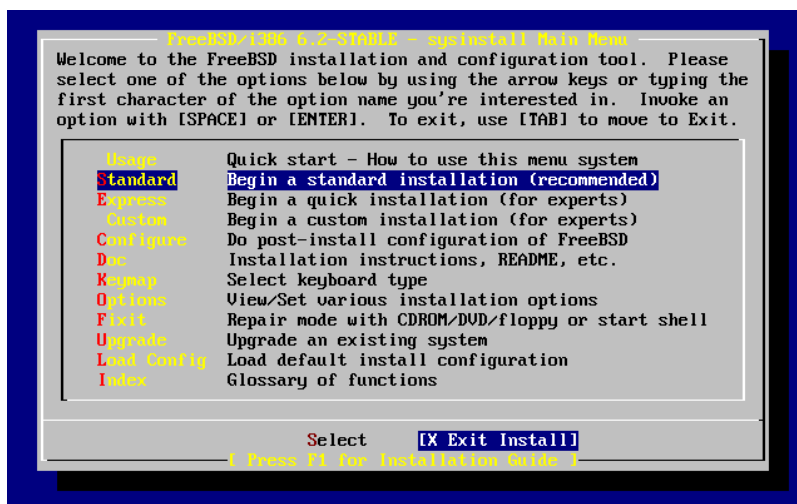 FreeBSD/i386 6.2-STABLE - sysinstall Main Menu
Welcome to the FreeBSD installation and configuration tool.  Please
select one of the options below by using the arrow keys or typing the
first character of the option name you're interested in.  Invoke an
option with [SPACE] or [ENTER].  To exit, use [TAB] to move to Exit.
Usage Quick start - How to use this menu system
Standard Begin a standard installation (recommended)
Express Begin a quick installation (for experts)
Custom Begin a custom installation (for experts)
Configure Do post-install configuration of FreeBSD
Doc Installation instructions, README, etc.
Keymap Select keyboard type
Options View/Set various installation options
Fixit Repair mode with CDROM/DVD/floppy or start shell
Upgrade Upgrade an existing system
Load Config Load default install configuration
Index Glossary of functions
Select [X Exit Install]
[ Press F1 for Installation Guide ]